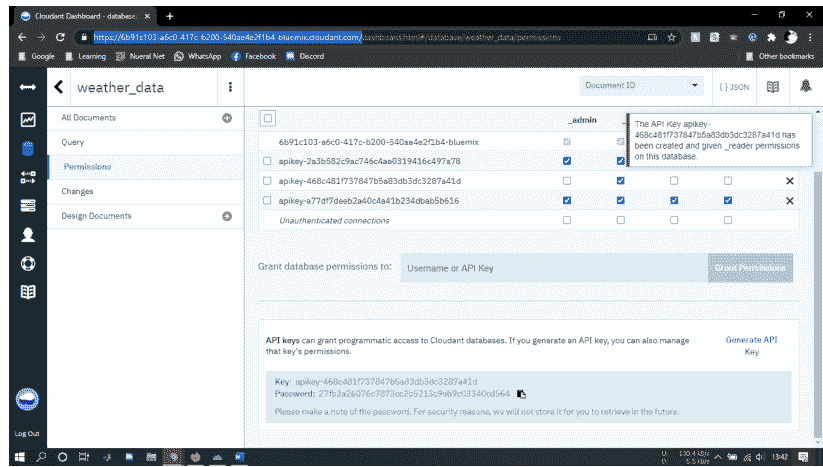 Cloudant Dashboard - database
https://6b91c103-a6c0-417c-b200-540ae4e2f1b4-bluemix.cloudant.com/dashboard.html#/database/weather_data/permissions
Google Learning Nueral Net WhatsApp Facebook Discord Other bookmarks
weather_data
Document ID
{ } JSON
All Documents
Query
Permissions
Changes
Design Documents
Log Out
_admin
The API Key apikey-
468c481f737847b5a83db3dc3287a41d has
been created and given _reader permissions
on this database.
6b91c103-a6c0-417c-b200-540ae4e2f1b4-bluemix
apikey-2a3b582c9ac746c4ae0319416c497a78
apikey-468c481f737847b5a83db3dc3287a41d
apikey-a77df7deeb2a40c4a41b234dbab5b616
Unauthenticated connections
Grant database permissions to:
Username or API Key
Grant Permissions
API keys can grant programmatic access to Cloudant databases. If you generate an API key, you can also manage
that key's permissions.
Generate API
Key
Key: apikey-468c481f737847b5a83db3dc3287a41d
Password:
Please make a note of the password. For security reasons, we will not store it for you to retrieve in the future.
13:42